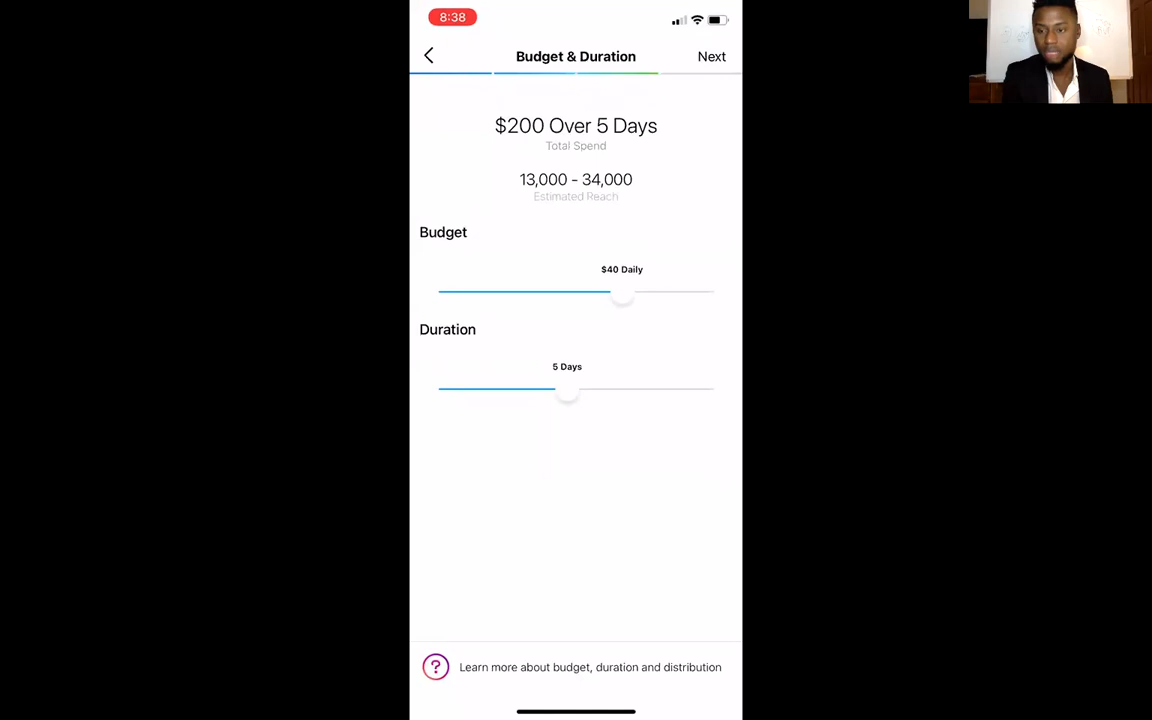 8:38
Budget & Duration
Next
$200 Over 5 Days
Total Spend
13,000 - 34,000
Estimated Reach
Budget
$40 Daily
Duration
5 Days
? Learn more about budget, duration and distribution